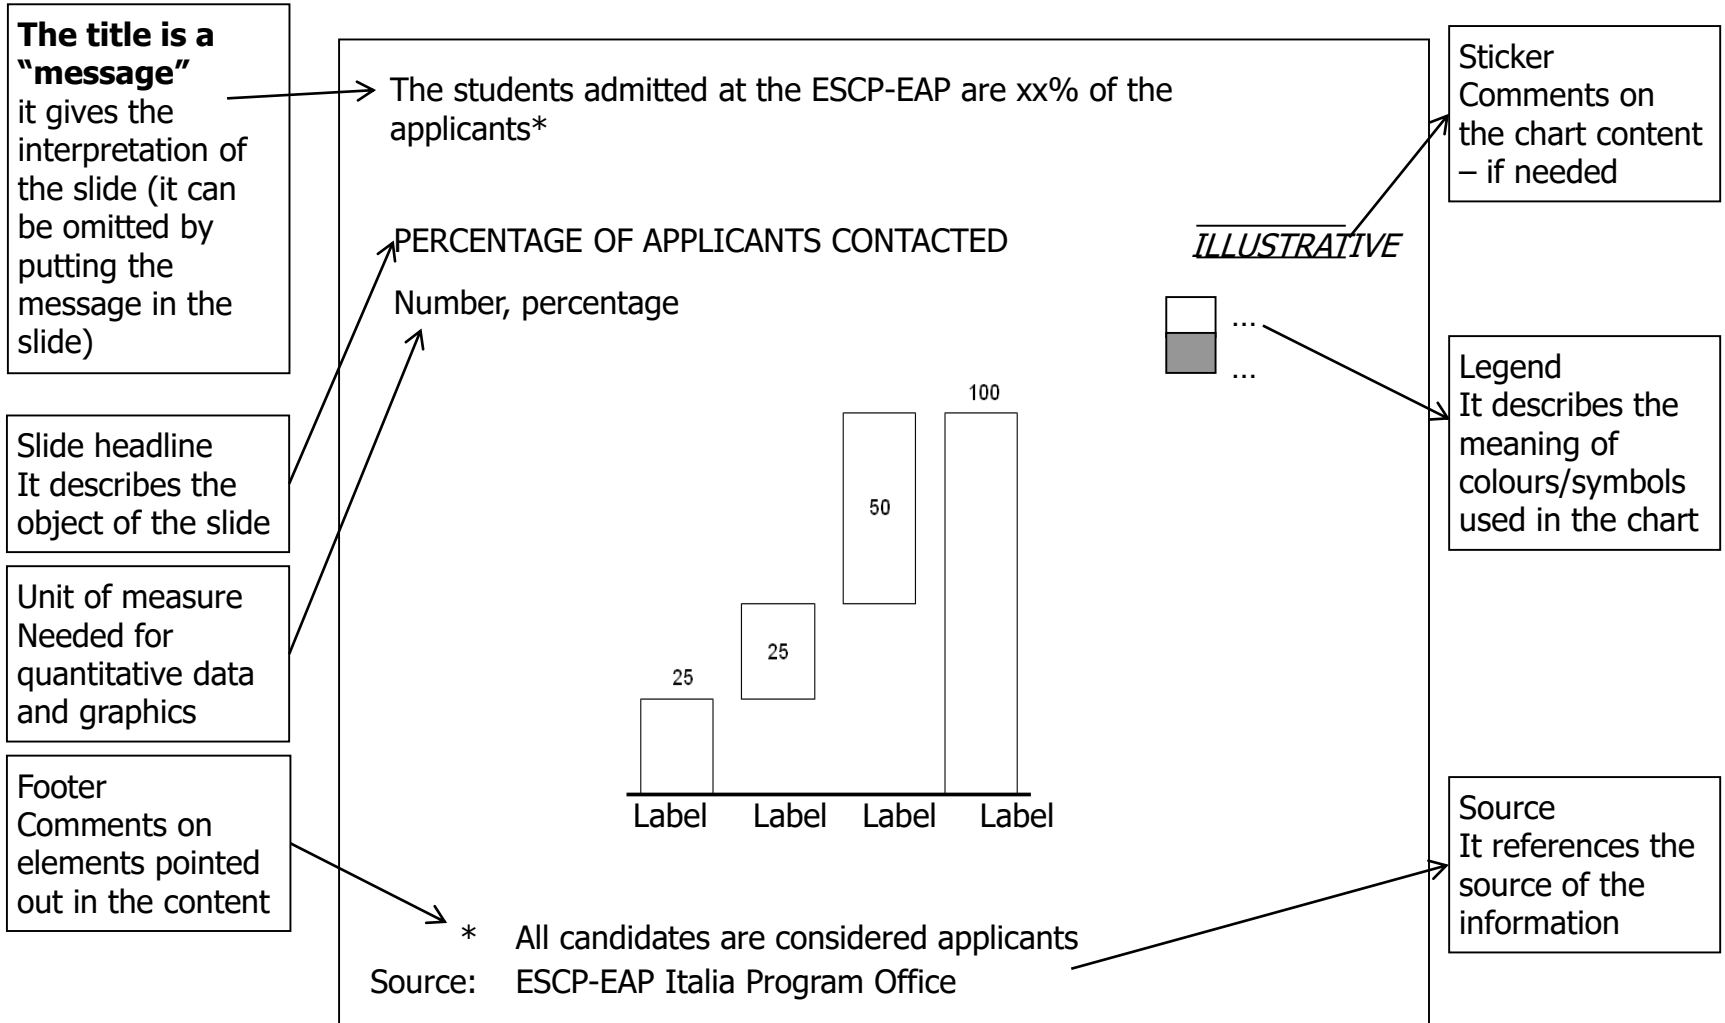 The title is a
“message”
it gives the
interpretation of
the slide (it can
be omitted by
putting the
message in the
slide)
Slide headline
It describes the
object of the slide
Unit of measure
Needed for
quantitative data
and graphics
Footer
Comments on
elements pointed
out in the content
The students admitted at the ESCP-EAP are xx% of the
applicants*
PERCENTAGE OF APPLICANTS CONTACTED
ILLUSTRATIVE
Number, percentage
...
...
100
50
25
25
Label Label Label Label
* All candidates are considered applicants
Source: ESCP-EAP Italia Program Office
Sticker
Comments on
the chart content
– if needed
Legend
It describes the
meaning of
colours/symbols
used in the chart
Source
It references the
source of the
information